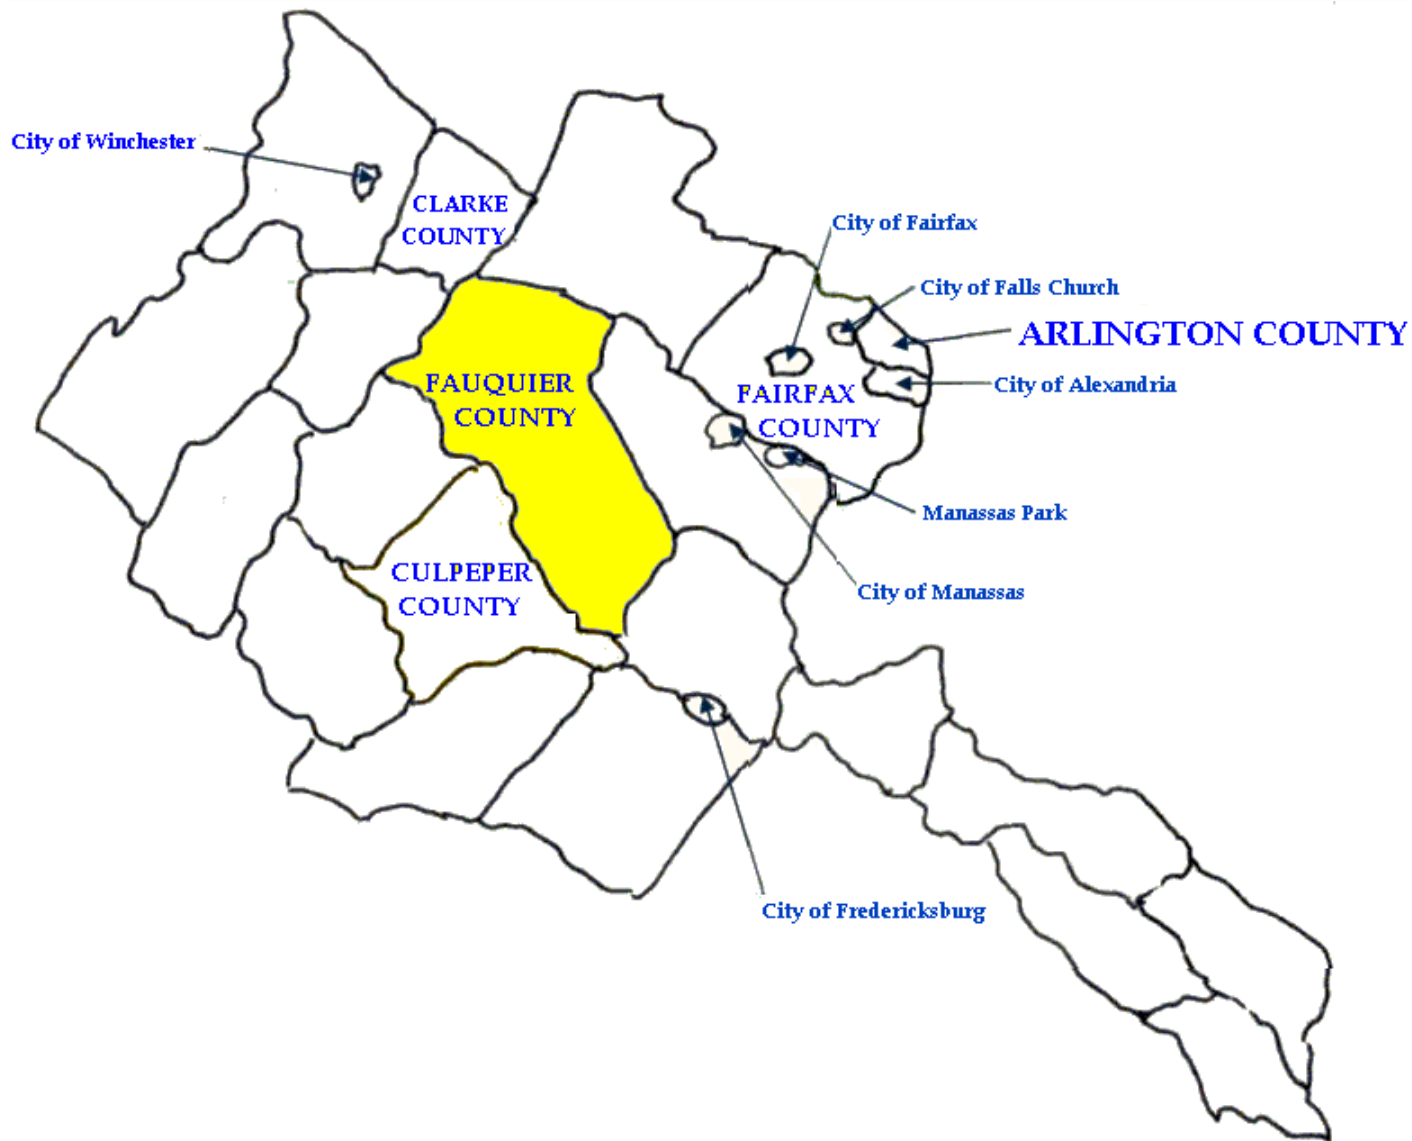 City of Winchester
CLARKE
COUNTY
City of Fairfax
City of Falls Church
ARLINGTON COUNTY
City of Alexandria
FAUQUIER
COUNTY
FAIRFAX
COUNTY
Manassas Park
City of Manassas
CULPEPER
COUNTY
City of Fredericksburg